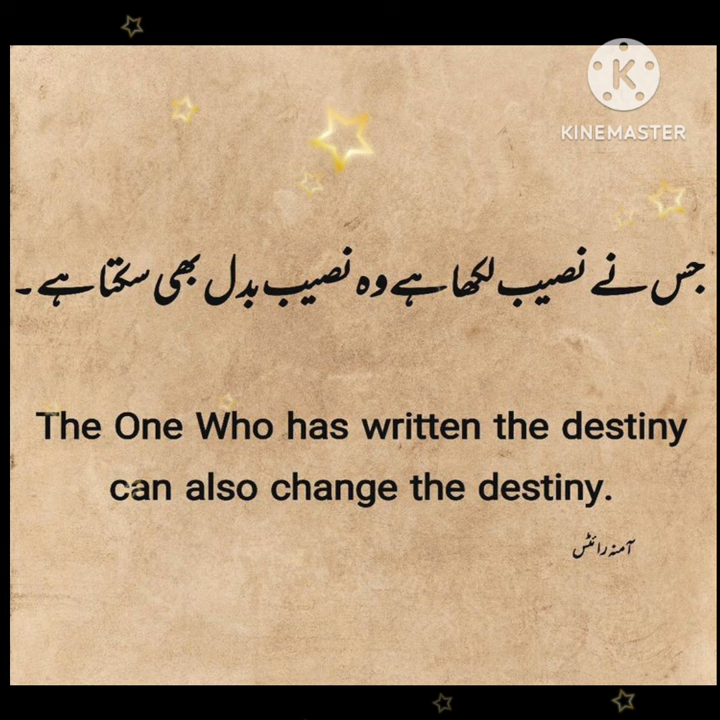 KINEMASTER
جس نے نصیب لکھا ہے وہ نصیب بدل بھی سکتا ہے ۔
The One Who has written the destiny
can also change the destiny.
آمنہ رائٹس